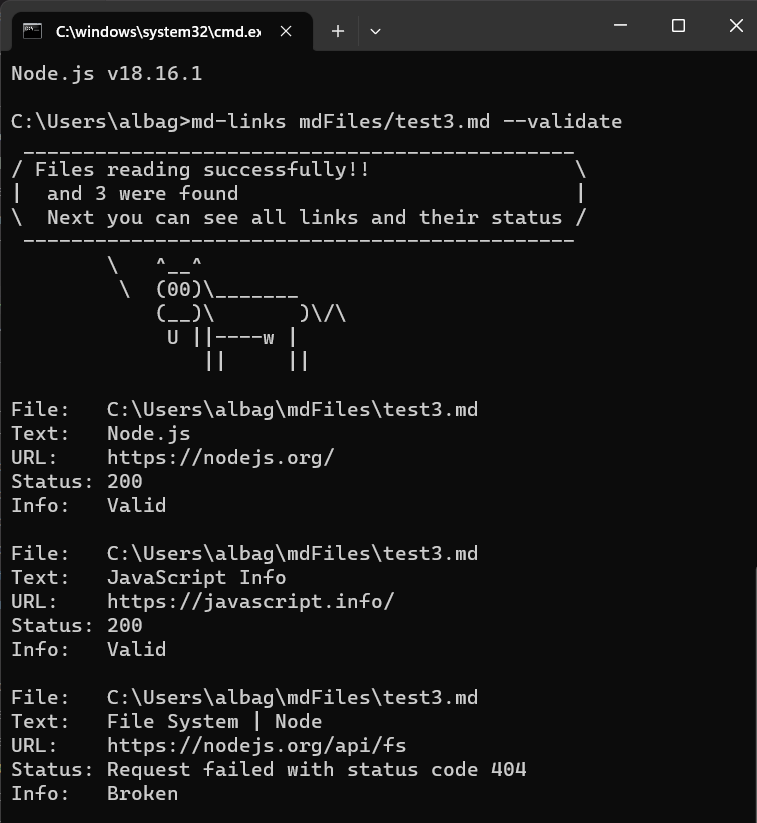 C:\windows\system32\cmd.ex
Node.js v18.16.1
C:\Users\albag>md-links mdFiles/test3.md --validate
 ______________________________________________
/ Files reading successfully!!                 \
|  and 3 were found                            |
\  Next you can see all links and their status /
 ----------------------------------------------
        \   ^__^
         \  (00)\_______
            (__)\       )\/\
             U ||----w |
                ||     ||
File:   C:\Users\albag\mdFiles\test3.md
Text:   Node.js
URL:    https://nodejs.org/
Status: 200
Info:   Valid
File:   C:\Users\albag\mdFiles\test3.md
Text:   JavaScript Info
URL:    https://javascript.info/
Status: 200
Info:   Valid
File:   C:\Users\albag\mdFiles\test3.md
Text:   File System | Node
URL:    https://nodejs.org/api/fs
Status: Request failed with status code 404
Info:   Broken